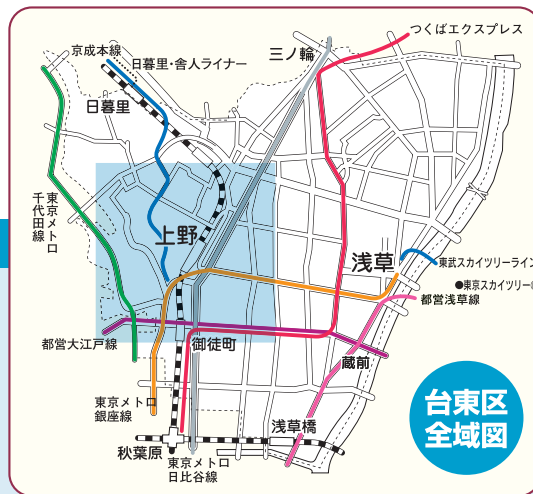 つくばエクスプレス
京成本線
日暮里・舎人ライナー
三ノ輪
日暮里
東京メトロ
千代田線
上野
浅草
東武スカイツリーライン
●東京スカイツリー
都営浅草線
都営大江戸線
御徒町
蔵前
東京メトロ
銀座線
台東区
全域図
浅草橋
秋葉原
東京メトロ
日比谷線